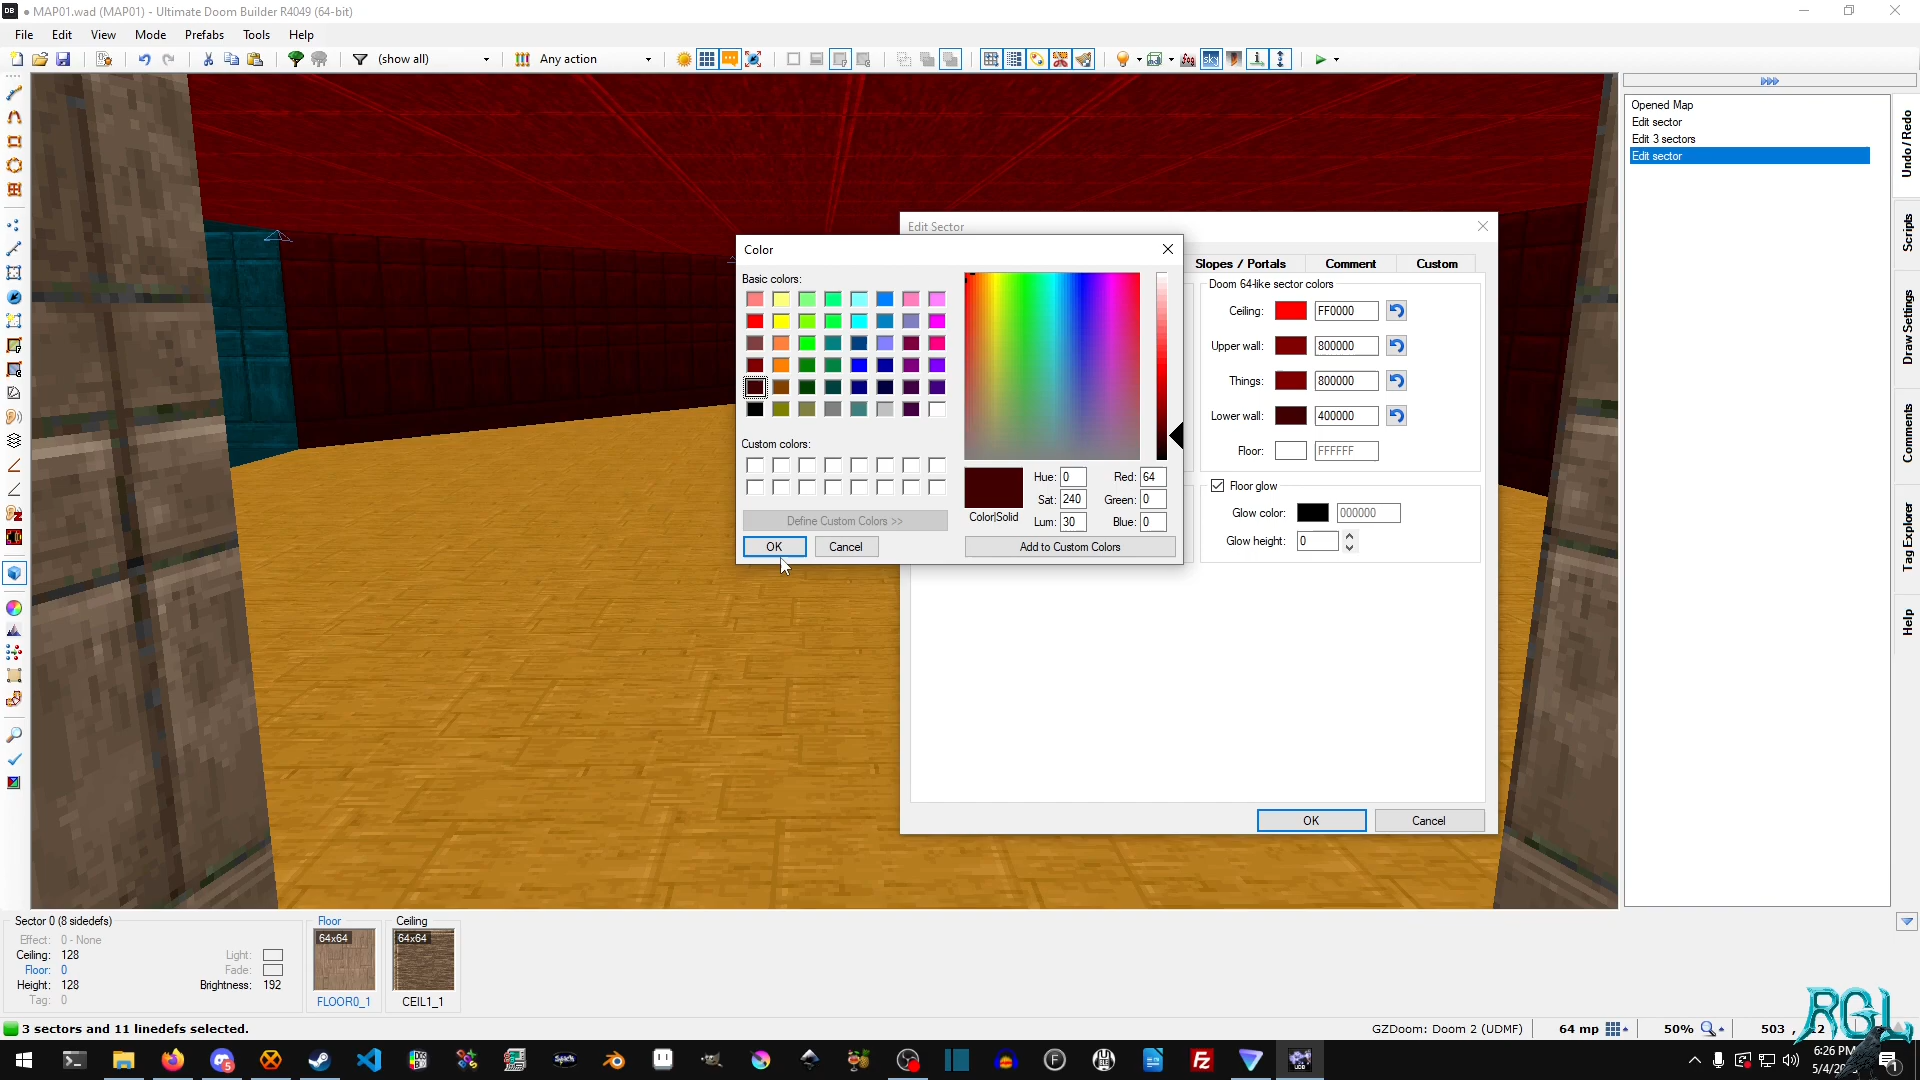 MAP01.wad (MAP01) - Ultimate Doom Builder R4049 (64-bit)
File Edit View Mode Prefabs Tools Help
(show all)
Any action
Opened Map
Edit sector
Edit 3 sectors
Edit sector
Undo / Redo
Scripts
Draw Settings
Comments
Tag Explorer
Help
Edit Sector
Slopes / Portals
Comment
Custom
Doom 64-like sector colors
Ceiling: FF0000
Upper wall: 800000
Things: 800000
Lower wall: 400000
Floor: FFFFFF
Floor glow
Glow color: 000000
Glow height: 0
OK
Cancel
Color
Basic colors:
Custom colors:
Define Custom Colors >>
OK
Cancel
Color|Solid
Hue: 0
Sat: 240
Lum: 30
Red: 64
Green: 0
Blue: 0
Add to Custom Colors
Sector 0 (8 sidedefs)
Effect: 0 - None
Ceiling: 128
Floor: 0
Height: 128
Tag: 0
Light:
Fade:
Brightness: 192
Floor
64x64
FLOOR0_1
Ceiling
64x64
CEIL1_1
3 sectors and 11 linedefs selected.
GZDoom: Doom 2 (UDMF)
64 mp
50%
503 ,
RGL
6:26 PM